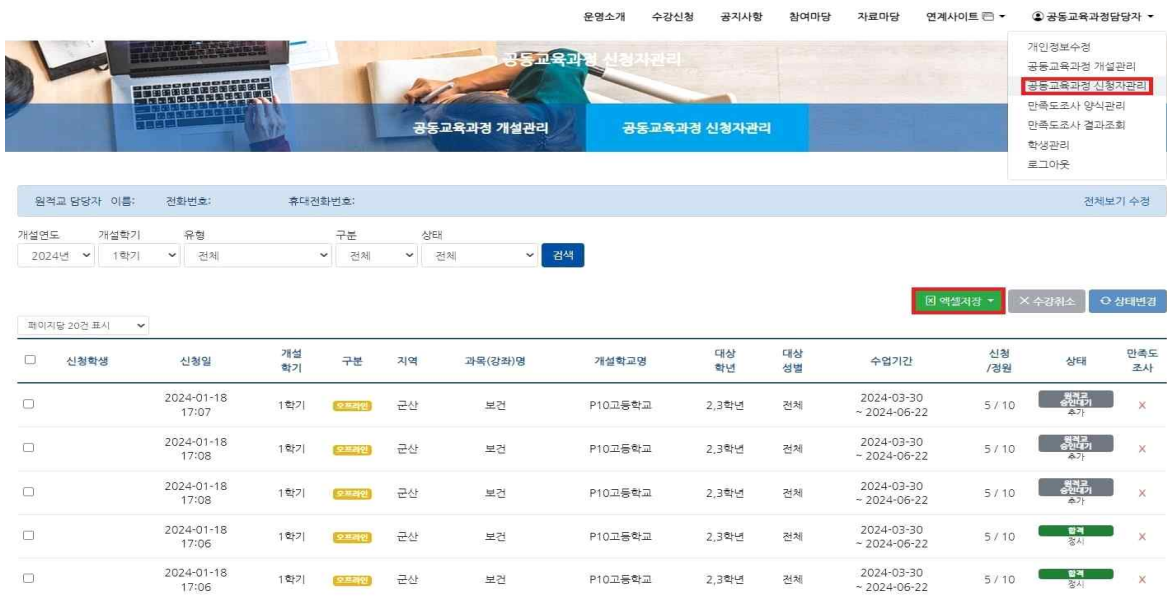 운영소개 수강신청 공지사항 참여마당 자료마당 연계사이트 공동교육과정담당자
개인정보수정
공동교육과정 개설관리
공동교육과정 신청자관리
만족도조사 양식관리
만족도조사 결과조회
학생관리
로그아웃
공동교육과정 신청자관리
공동교육과정 개설관리 공동교육과정 신청자관리
원적교 담당자 이름: 전화번호: 휴대전화번호: 전체보기 수정
개설연도 개설학기 유형 구분 상태
2024년 1학기 전체 전체 전체 검색
엑셀저장 수강취소 상태변경
페이지당 20건 표시
신청학생 신청일 개설 학기 구분 지역 과목(강좌)명 개설학교명 대상 학년 대상 성별 수업기간 신청 /정원 상태 만족도 조사
2024-01-18 17:07 1학기 오프라인 군산 보건 P10고등학교 2,3학년 전체 2024-03-30 ~ 2024-06-22 5 / 10 원적교 승인대기 추가 X
2024-01-18 17:08 1학기 오프라인 군산 보건 P10고등학교 2,3학년 전체 2024-03-30 ~ 2024-06-22 5 / 10 원적교 승인대기 추가 X
2024-01-18 17:08 1학기 오프라인 군산 보건 P10고등학교 2,3학년 전체 2024-03-30 ~ 2024-06-22 5 / 10 원적교 승인대기 추가 X
2024-01-18 17:06 1학기 오프라인 군산 보건 P10고등학교 2,3학년 전체 2024-03-30 ~ 2024-06-22 5 / 10 합격 정시 X
2024-01-18 17:06 1학기 오프라인 군산 보건 P10고등학교 2,3학년 전체 2024-03-30 ~ 2024-06-22 5 / 10 합격 정시 X